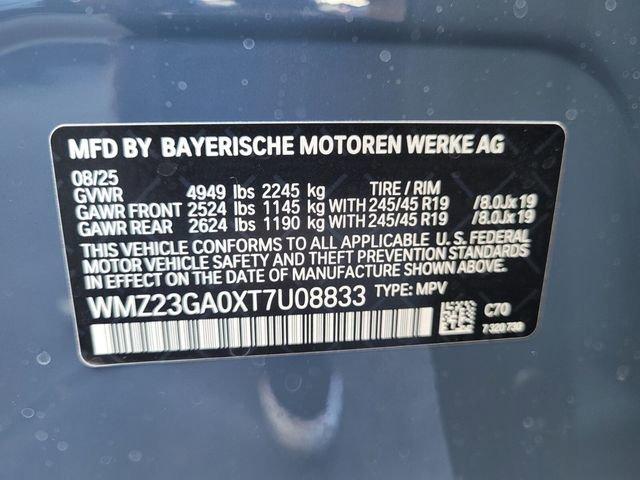 MFD BY BAYERISCHE MOTOREN WERKE AG
08/25
GVWR 4949 lbs 2245 kg TIRE / RIM
GAWR FRONT 2524 lbs 1145 kg WITH 245/45 R19 /8.0Jx19
GAWR REAR 2624 lbs 1190 kg WITH 245/45 R19 /8.0Jx19
THIS VEHICLE CONFORMS TO ALL APPLICABLE U.S. FEDERAL
MOTOR VEHICLE SAFETY AND THEFT PREVENTION STANDARDS
IN EFFECT ON THE DATE OF MANUFACTURE SHOWN ABOVE.
WMZ23GA0XT7U08833 TYPE: MPV
C70
7320730